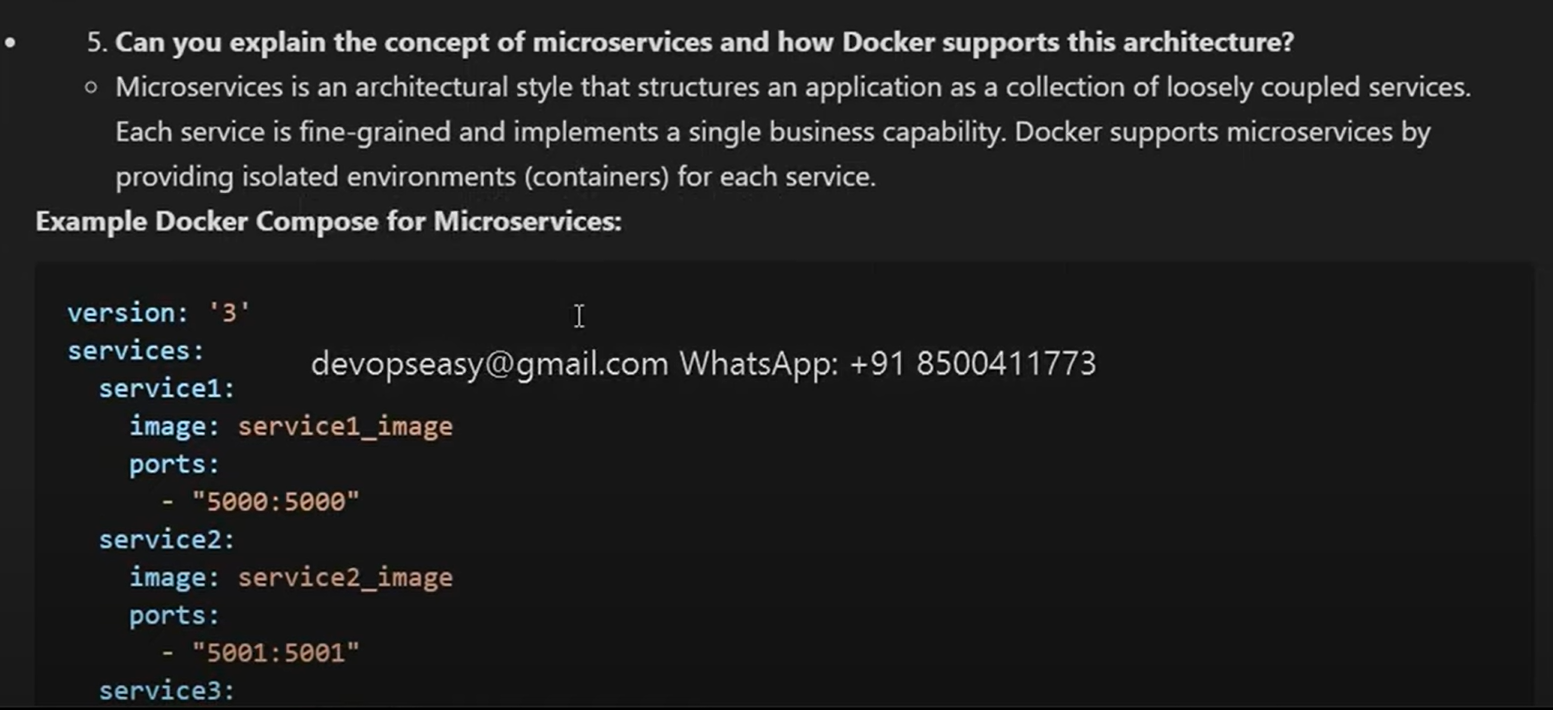 5. Can you explain the concept of microservices and how Docker supports this architecture?
Microservices is an architectural style that structures an application as a collection of loosely coupled services.
Each service is fine-grained and implements a single business capability. Docker supports microservices by
providing isolated environments (containers) for each service.
Example Docker Compose for Microservices:
version: '3'
services:
devopseasy@gmail.com WhatsApp: +91 8500411773
service1:
image: service1_image
ports:
- "5000:5000"
service2:
image: service2_image
ports:
- "5001:5001"
service3: